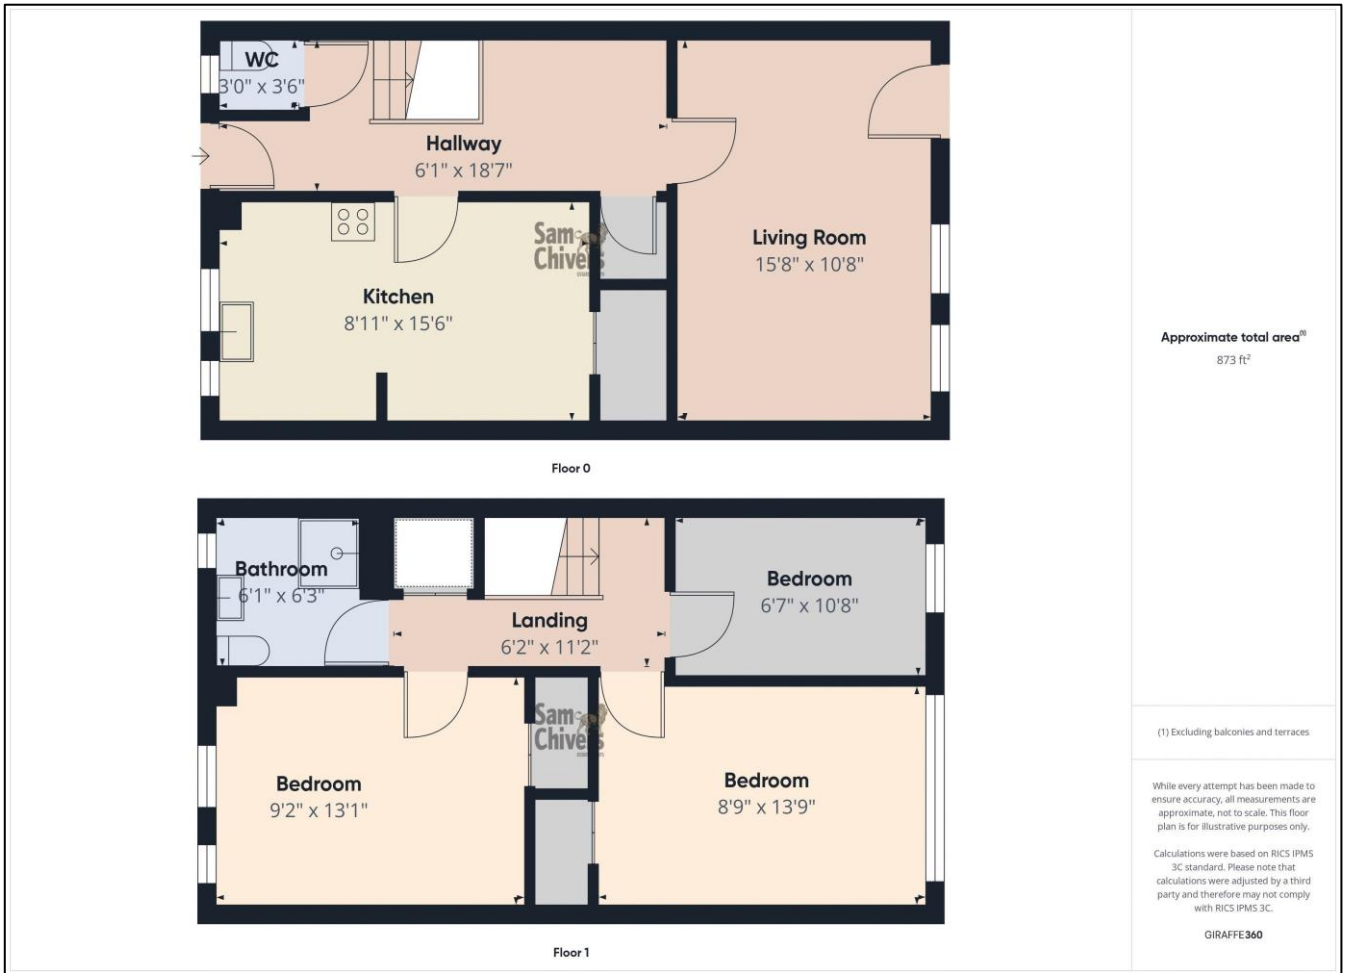 WC
3'0" x 3'6"
Hallway
6'1" x 18'7"
Sam
Chivers
Living Room
15'8" x 10'8"
Kitchen
8'11" x 15'6"
Floor 0
Bathroom
6'1" x 6'3"
Landing
6'2" x 11'2"
Bedroom
6'7" x 10'8"
Sam
Chivers
Bedroom
9'2" x 13'1"
Bedroom
8'9" x 13'9"
Floor 1
Approximate total area(1)
873 ft²
(1) Excluding balconies and terraces
While every attempt has been made to
ensure accuracy, all measurements are
approximate, not to scale. This floor
plan is for illustrative purposes only.
Calculations were based on RICS IPMS
3C standard. Please note that
calculations were adjusted by a third
party and therefore may not comply
with RICS IPMS 3C.
GIRAFFE360